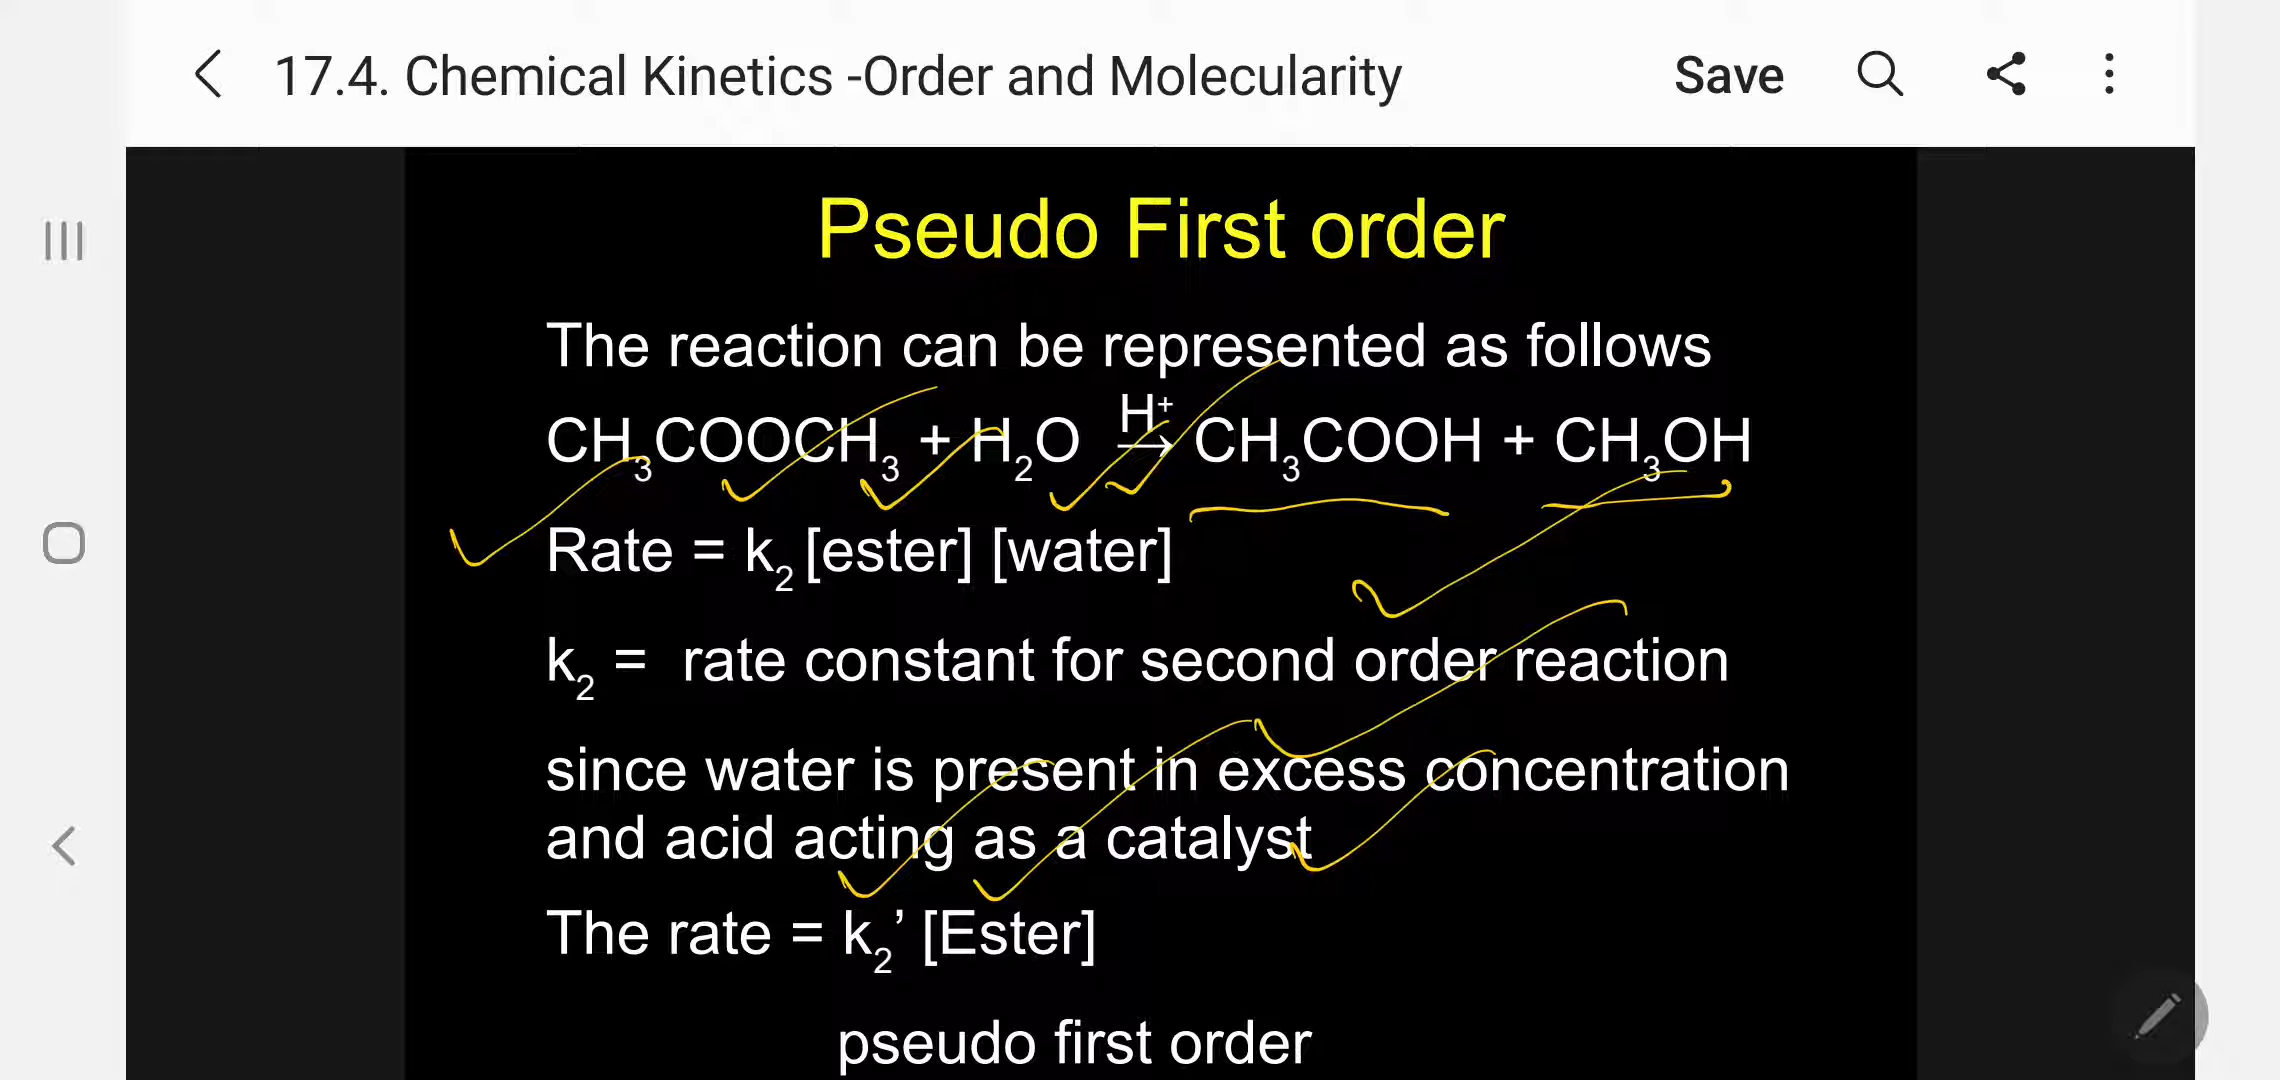 17.4. Chemical Kinetics -Order and Molecularity Save
Pseudo First order
The reaction can be represented as follows
CH₃COOCH₃ + H₂O H⁺→ CH₃COOH + CH₃OH
Rate = k₂ [ester] [water]
k₂ = rate constant for second order reaction
since water is present in excess concentration
and acid acting as a catalyst
The rate = k₂’ [Ester]
pseudo first order